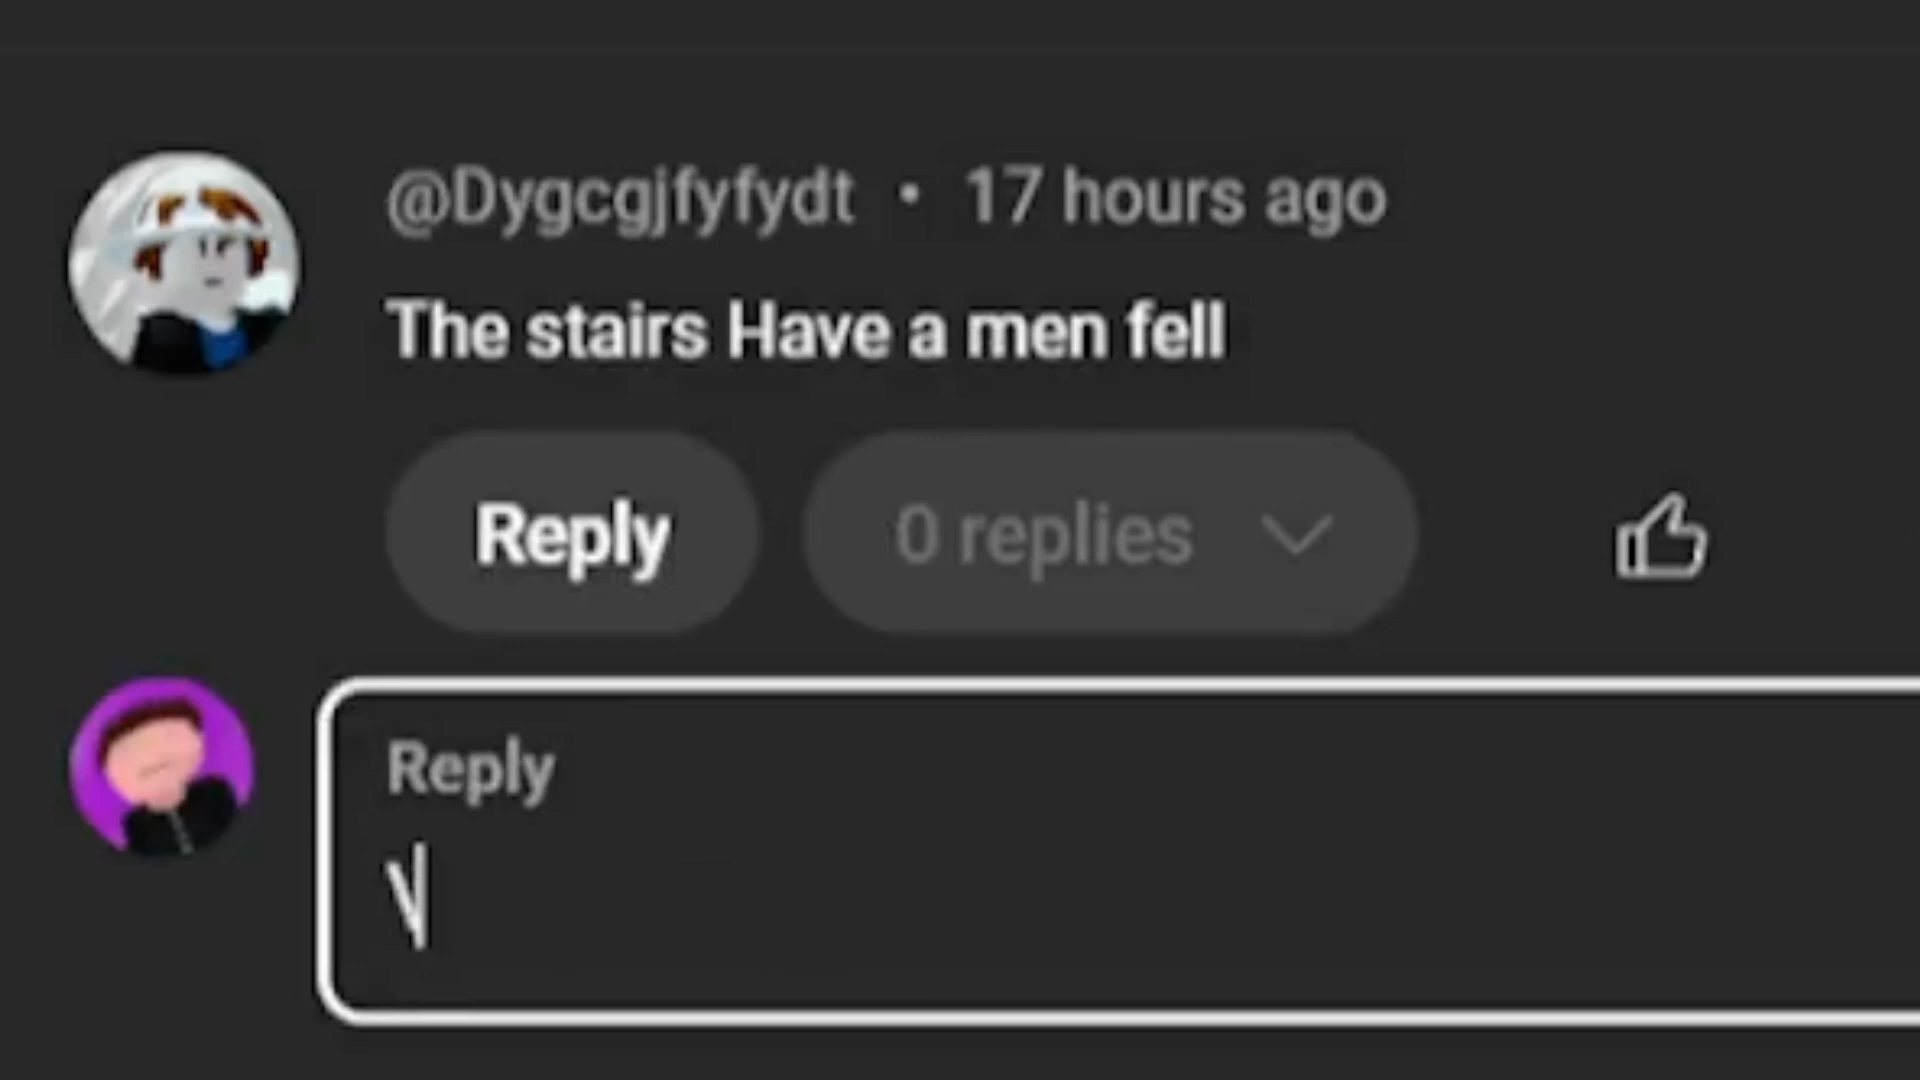 @Dygcgjfyfydt • 17 hours ago
The stairs Have a men fell
Reply
0 replies
Reply